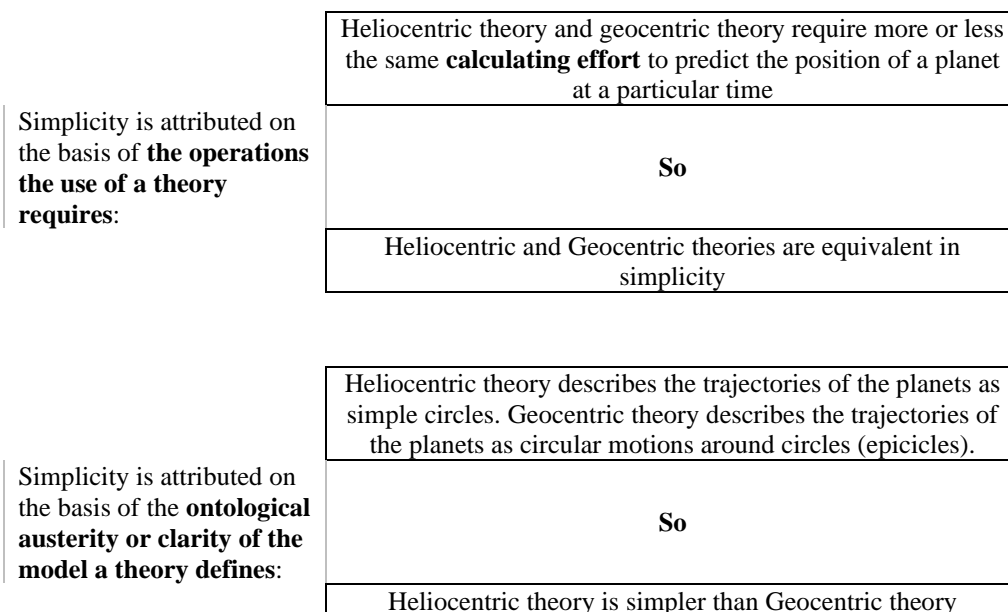 Heliocentric theory and geocentric theory require more or less
the same calculating effort to predict the position of a planet
at a particular time
Simplicity is attributed on
the basis of the operations
the use of a theory
requires:
So
Heliocentric and Geocentric theories are equivalent in
simplicity
Heliocentric theory describes the trajectories of the planets as
simple circles. Geocentric theory describes the trajectories of
the planets as circular motions around circles (epicicles).
Simplicity is attributed on
the basis of the ontological
austerity or clarity of the
model a theory defines:
So
Heliocentric theory is simpler than Geocentric theory